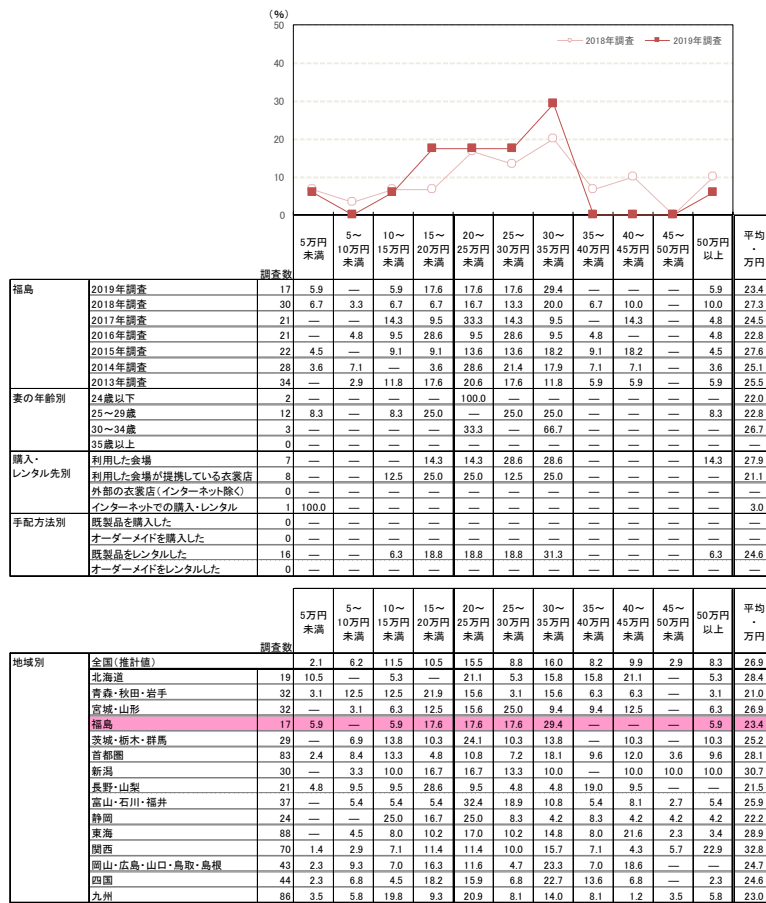 (%)
50
40
30
20
10
0
2018年調査 2019年調査
調査数 5万円未満 5～10万円未満 10～15万円未満 15～20万円未満 20～25万円未満 25～30万円未満 30～35万円未満 35～40万円未満 40～45万円未満 45～50万円未満 50万円以上 平均・万円
福島 2019年調査 17 5.9 — 5.9 17.6 17.6 17.6 29.4 — — — 5.9 23.4
2018年調査 30 6.7 3.3 6.7 6.7 16.7 13.3 20.0 6.7 10.0 — 10.0 27.3
2017年調査 21 — — 14.3 9.5 33.3 14.3 9.5 — 14.3 — 4.8 24.5
2016年調査 21 — 4.8 9.5 28.6 9.5 28.6 9.5 4.8 — — 4.8 22.8
2015年調査 22 4.5 — 9.1 9.1 13.6 13.6 18.2 9.1 18.2 — 4.5 27.6
2014年調査 28 3.6 7.1 — 3.6 28.6 21.4 17.9 7.1 7.1 — 3.6 25.1
2013年調査 34 — 2.9 11.8 17.6 20.6 17.6 11.8 5.9 5.9 — 5.9 25.5
妻の年齢別 24歳以下 2 — — — — 100.0 — — — — — — 22.0
25～29歳 12 8.3 — 8.3 25.0 — 25.0 25.0 — — — 8.3 22.8
30～34歳 3 — — — — 33.3 — 66.7 — — — — 26.7
35歳以上 0 — — — — — — — — — — — —
購入・レンタル先別 利用した会場 7 — — — 14.3 14.3 28.6 28.6 — — — 14.3 27.9
利用した会場が提携している衣裳店 8 — — 12.5 25.0 25.0 12.5 25.0 — — — — 21.1
外部の衣裳店（インターネット除く） 0 — — — — — — — — — — — —
インターネットでの購入・レンタル 1 100.0 — — — — — — — — — — 3.0
手配方法別 既製品を購入した 0 — — — — — — — — — — — —
オーダーメイドを購入した 0 — — — — — — — — — — — —
既製品をレンタルした 16 — — 6.3 18.8 18.8 18.8 31.3 — — — 6.3 24.6
オーダーメイドをレンタルした 0 — — — — — — — — — — — —
調査数 5万円未満 5～10万円未満 10～15万円未満 15～20万円未満 20～25万円未満 25～30万円未満 30～35万円未満 35～40万円未満 40～45万円未満 45～50万円未満 50万円以上 平均・万円
地域別 全国（推計値） 2.1 6.2 11.5 10.5 15.5 8.8 16.0 8.2 9.9 2.9 8.3 26.9
北海道 19 10.5 — 5.3 — 21.1 5.3 15.8 15.8 21.1 — 5.3 28.4
青森・秋田・岩手 32 3.1 12.5 12.5 21.9 15.6 3.1 15.6 6.3 6.3 — 3.1 21.0
宮城・山形 32 — 3.1 6.3 12.5 15.6 25.0 9.4 9.4 12.5 — 6.3 26.9
福島 17 5.9 — 5.9 17.6 17.6 17.6 29.4 — — — 5.9 23.4
茨城・栃木・群馬 29 — 6.9 13.8 10.3 24.1 10.3 13.8 — 10.3 — 10.3 25.2
首都圏 83 2.4 8.4 13.3 4.8 10.8 7.2 18.1 9.6 12.0 3.6 9.6 28.1
新潟 30 — 3.3 10.0 16.7 16.7 13.3 10.0 — 10.0 10.0 10.0 30.7
長野・山梨 21 4.8 9.5 9.5 28.6 9.5 4.8 4.8 19.0 9.5 — — 21.5
富山・石川・福井 37 — 5.4 5.4 5.4 32.4 18.9 10.8 5.4 8.1 2.7 5.4 25.9
静岡 24 — — 25.0 16.7 25.0 8.3 4.2 8.3 4.2 4.2 4.2 22.2
東海 88 — 4.5 8.0 10.2 17.0 10.2 14.8 8.0 21.6 2.3 3.4 28.9
関西 70 1.4 2.9 7.1 11.4 11.4 10.0 15.7 7.1 4.3 5.7 22.9 32.8
岡山・広島・山口・鳥取・島根 43 2.3 9.3 7.0 16.3 11.6 4.7 23.3 7.0 18.6 — — 24.7
四国 44 2.3 6.8 4.5 18.2 15.9 6.8 22.7 13.6 6.8 — 2.3 24.6
九州 86 3.5 5.8 19.8 9.3 20.9 8.1 14.0 8.1 1.2 3.5 5.8 23.0